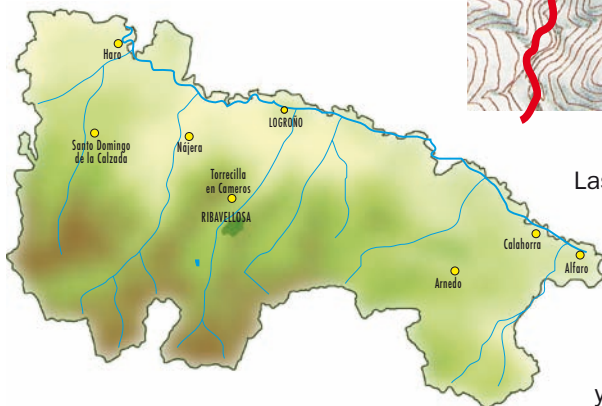 Haro
LOGROÑO
Santo Domingo
de la Calzada
Nájera
Las
Torrecilla
en Cameros
RIBAVELLOSA
Calahorra
Alfaro
Arnedo
y